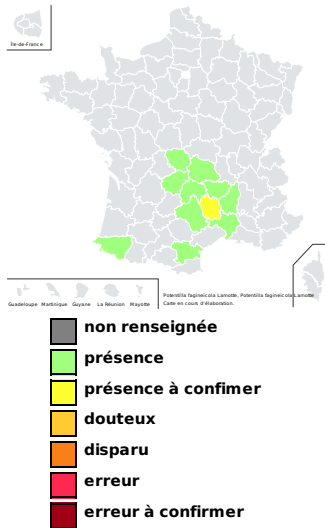 Ile-de-France
Guadeloupe Martinique Guyane La Réunion Mayotte
Potentilla fagineicola Lamotte, Potentilla fagineicola Lamotte
Carte en cours d'élaboration.
non renseignée
présence
présence à confimer
douteux
disparu
erreur
erreur à confirmer